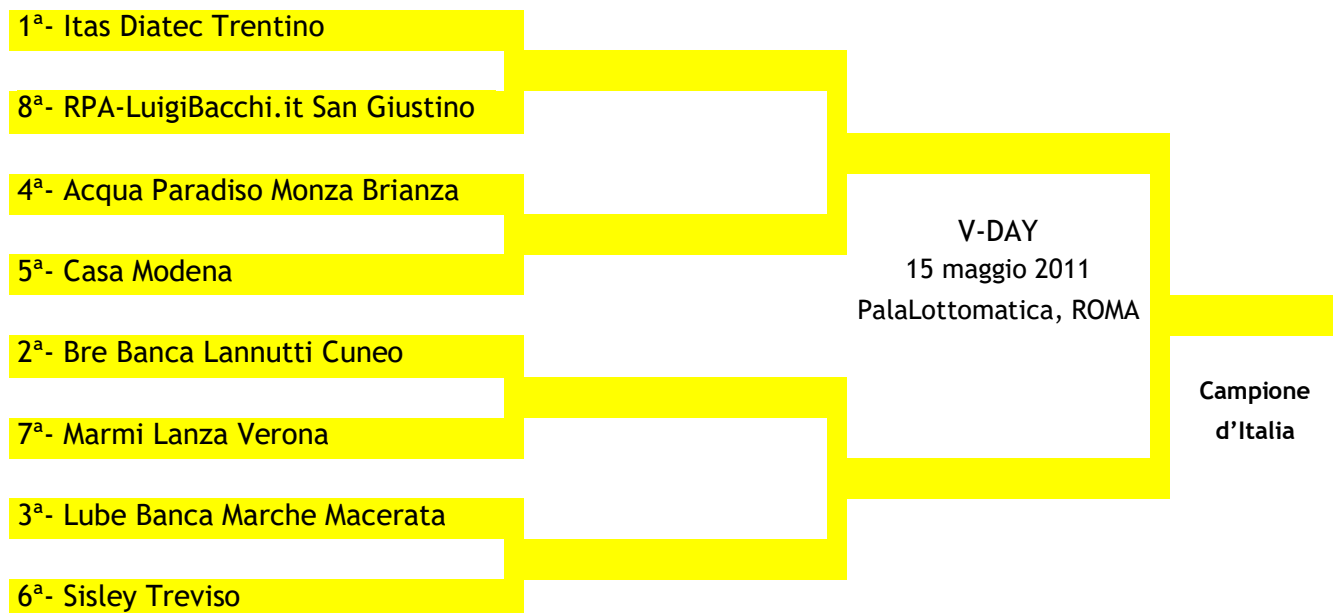 1ª- Itas Diatec Trentino
8ª- RPA-LuigiBacchi.it San Giustino
4ª- Acqua Paradiso Monza Brianza
5ª- Casa Modena
2ª- Bre Banca Lannutti Cuneo
7ª- Marmi Lanza Verona
3ª- Lube Banca Marche Macerata
6ª- Sisley Treviso
V-DAY
15 maggio 2011
PalaLottomatica, ROMA
Campione
d’Italia